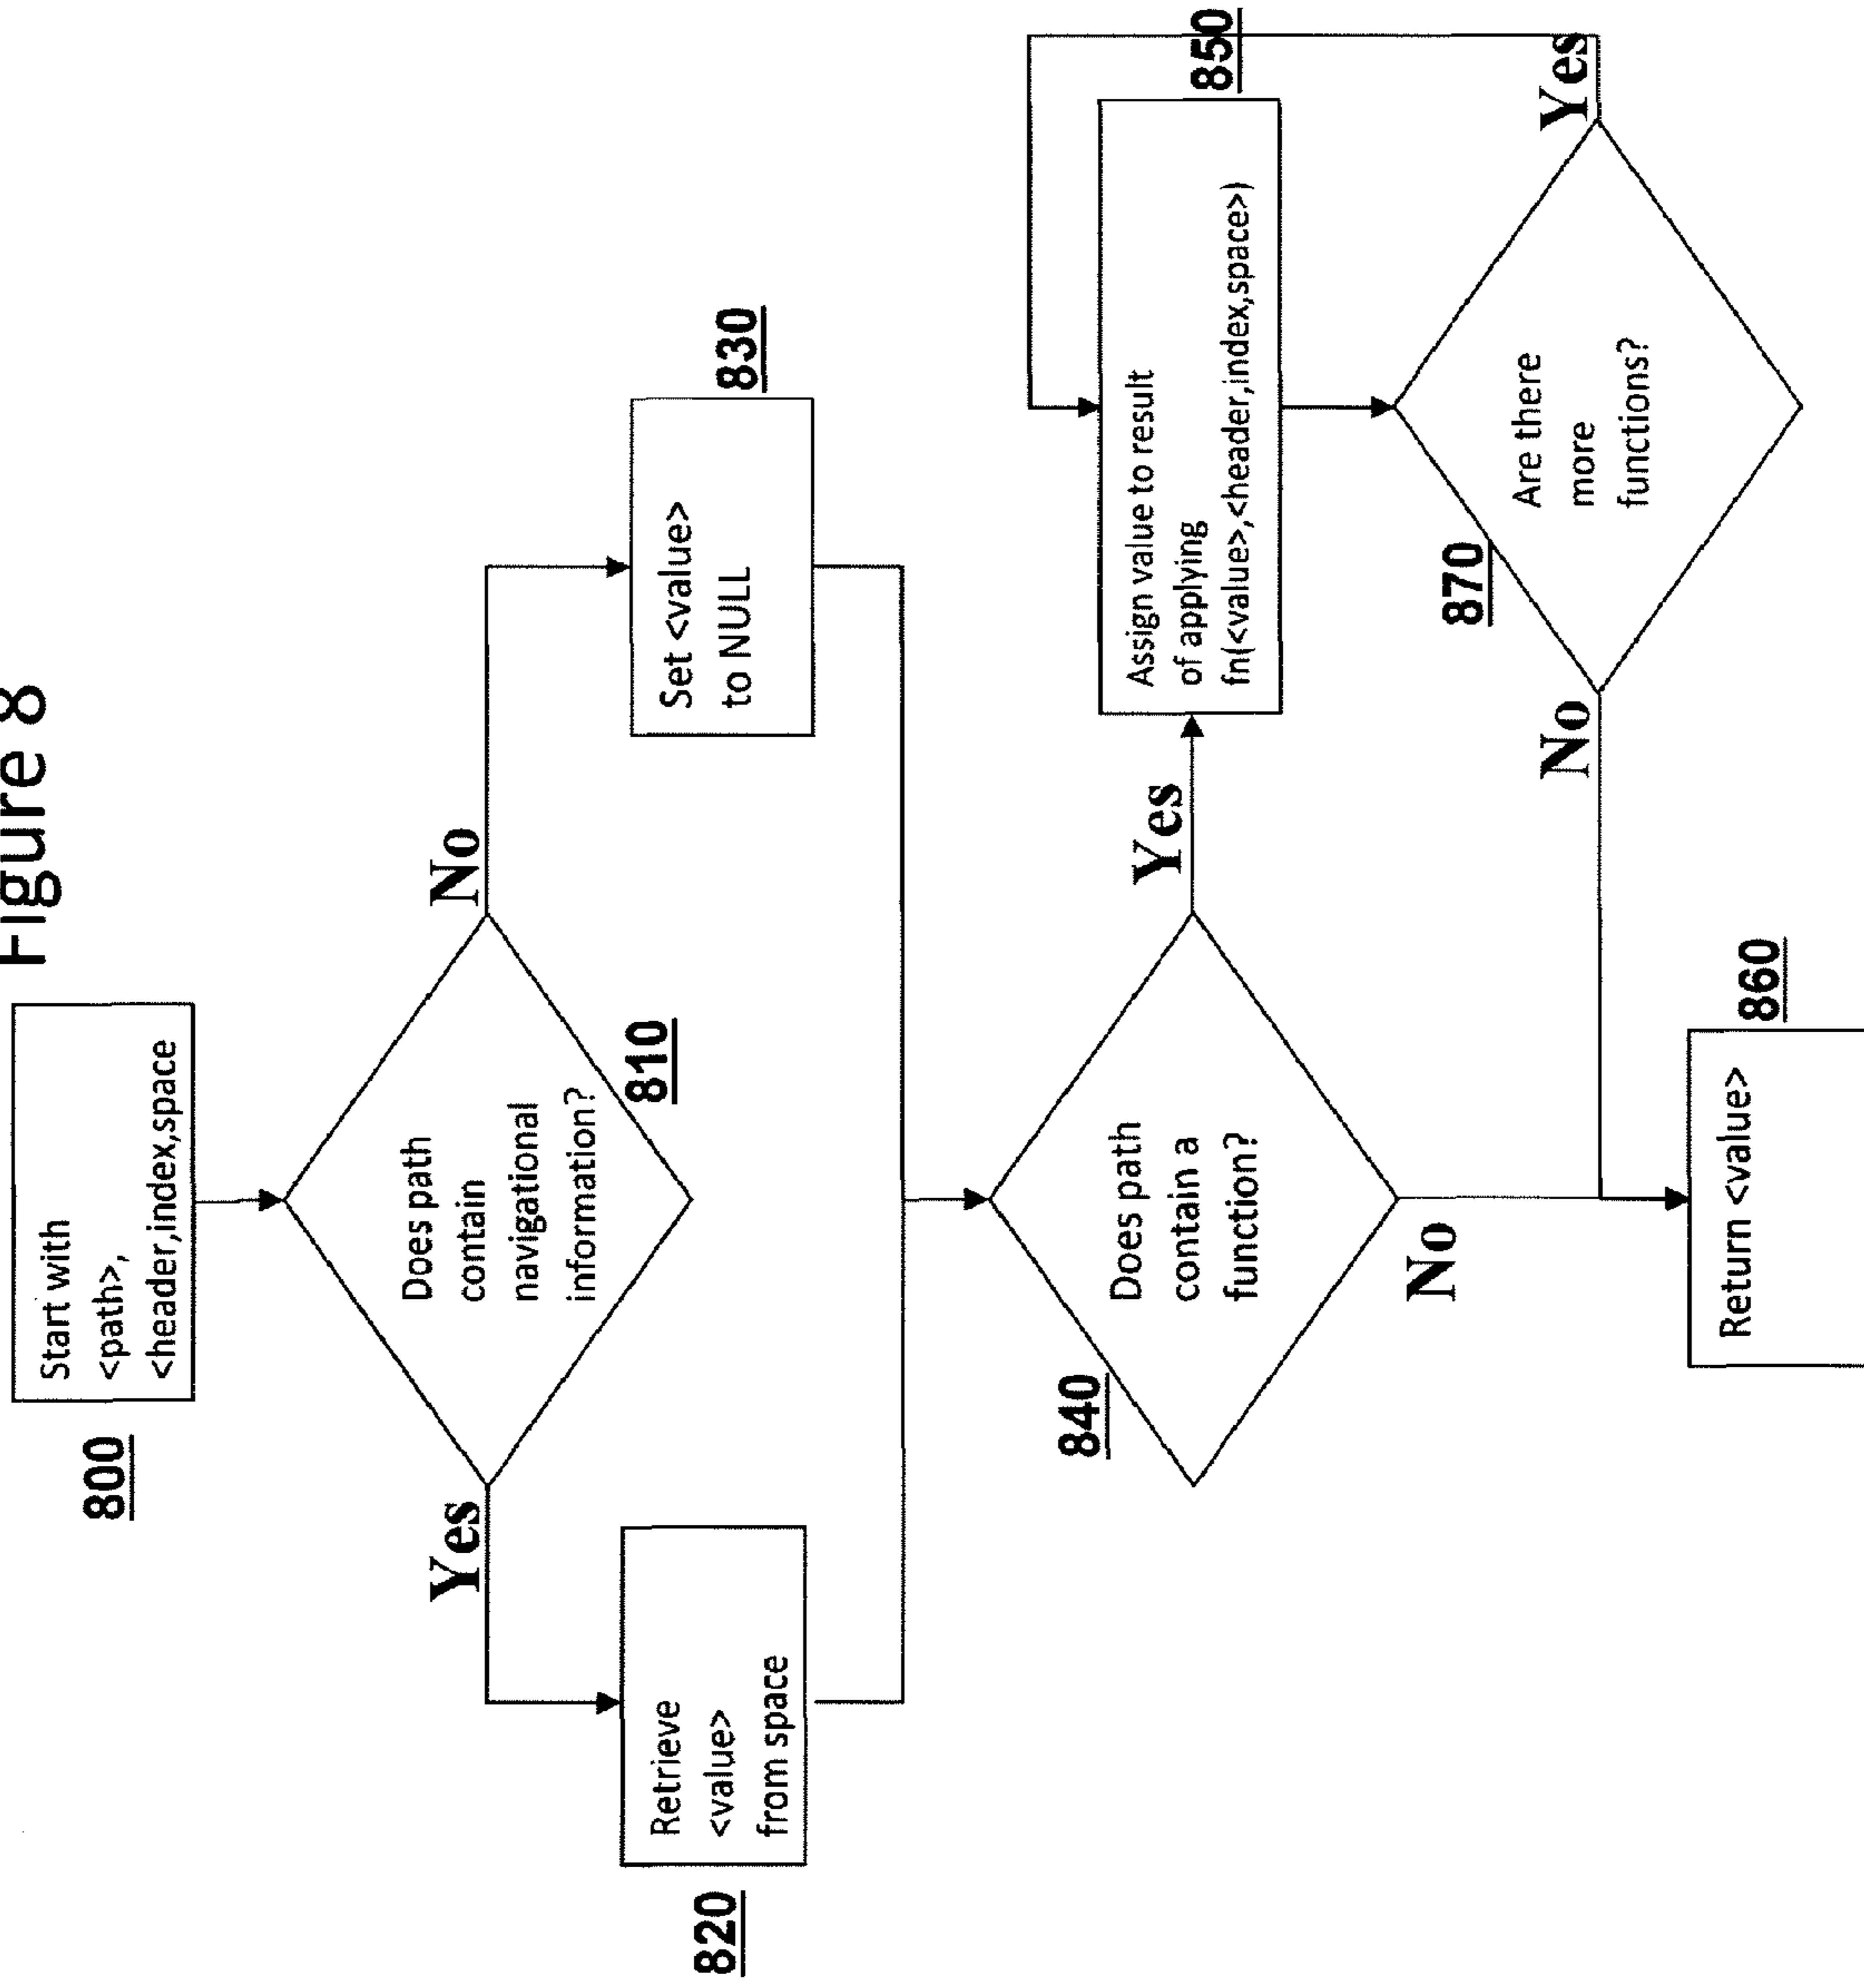 Figure 8
Start with
<path>,
<header,index,space
800
Does path
contain
navigational
information?
810
Yes
No
Retrieve
<value>
from space
820
Set <value>
to NULL
830
Does path
contain a
function?
840
Yes
No
Assign value to result
of applying
fn(<value>,<header,index,space>)
850
Are there
more
functions?
870
Yes
No
Return <value>
860